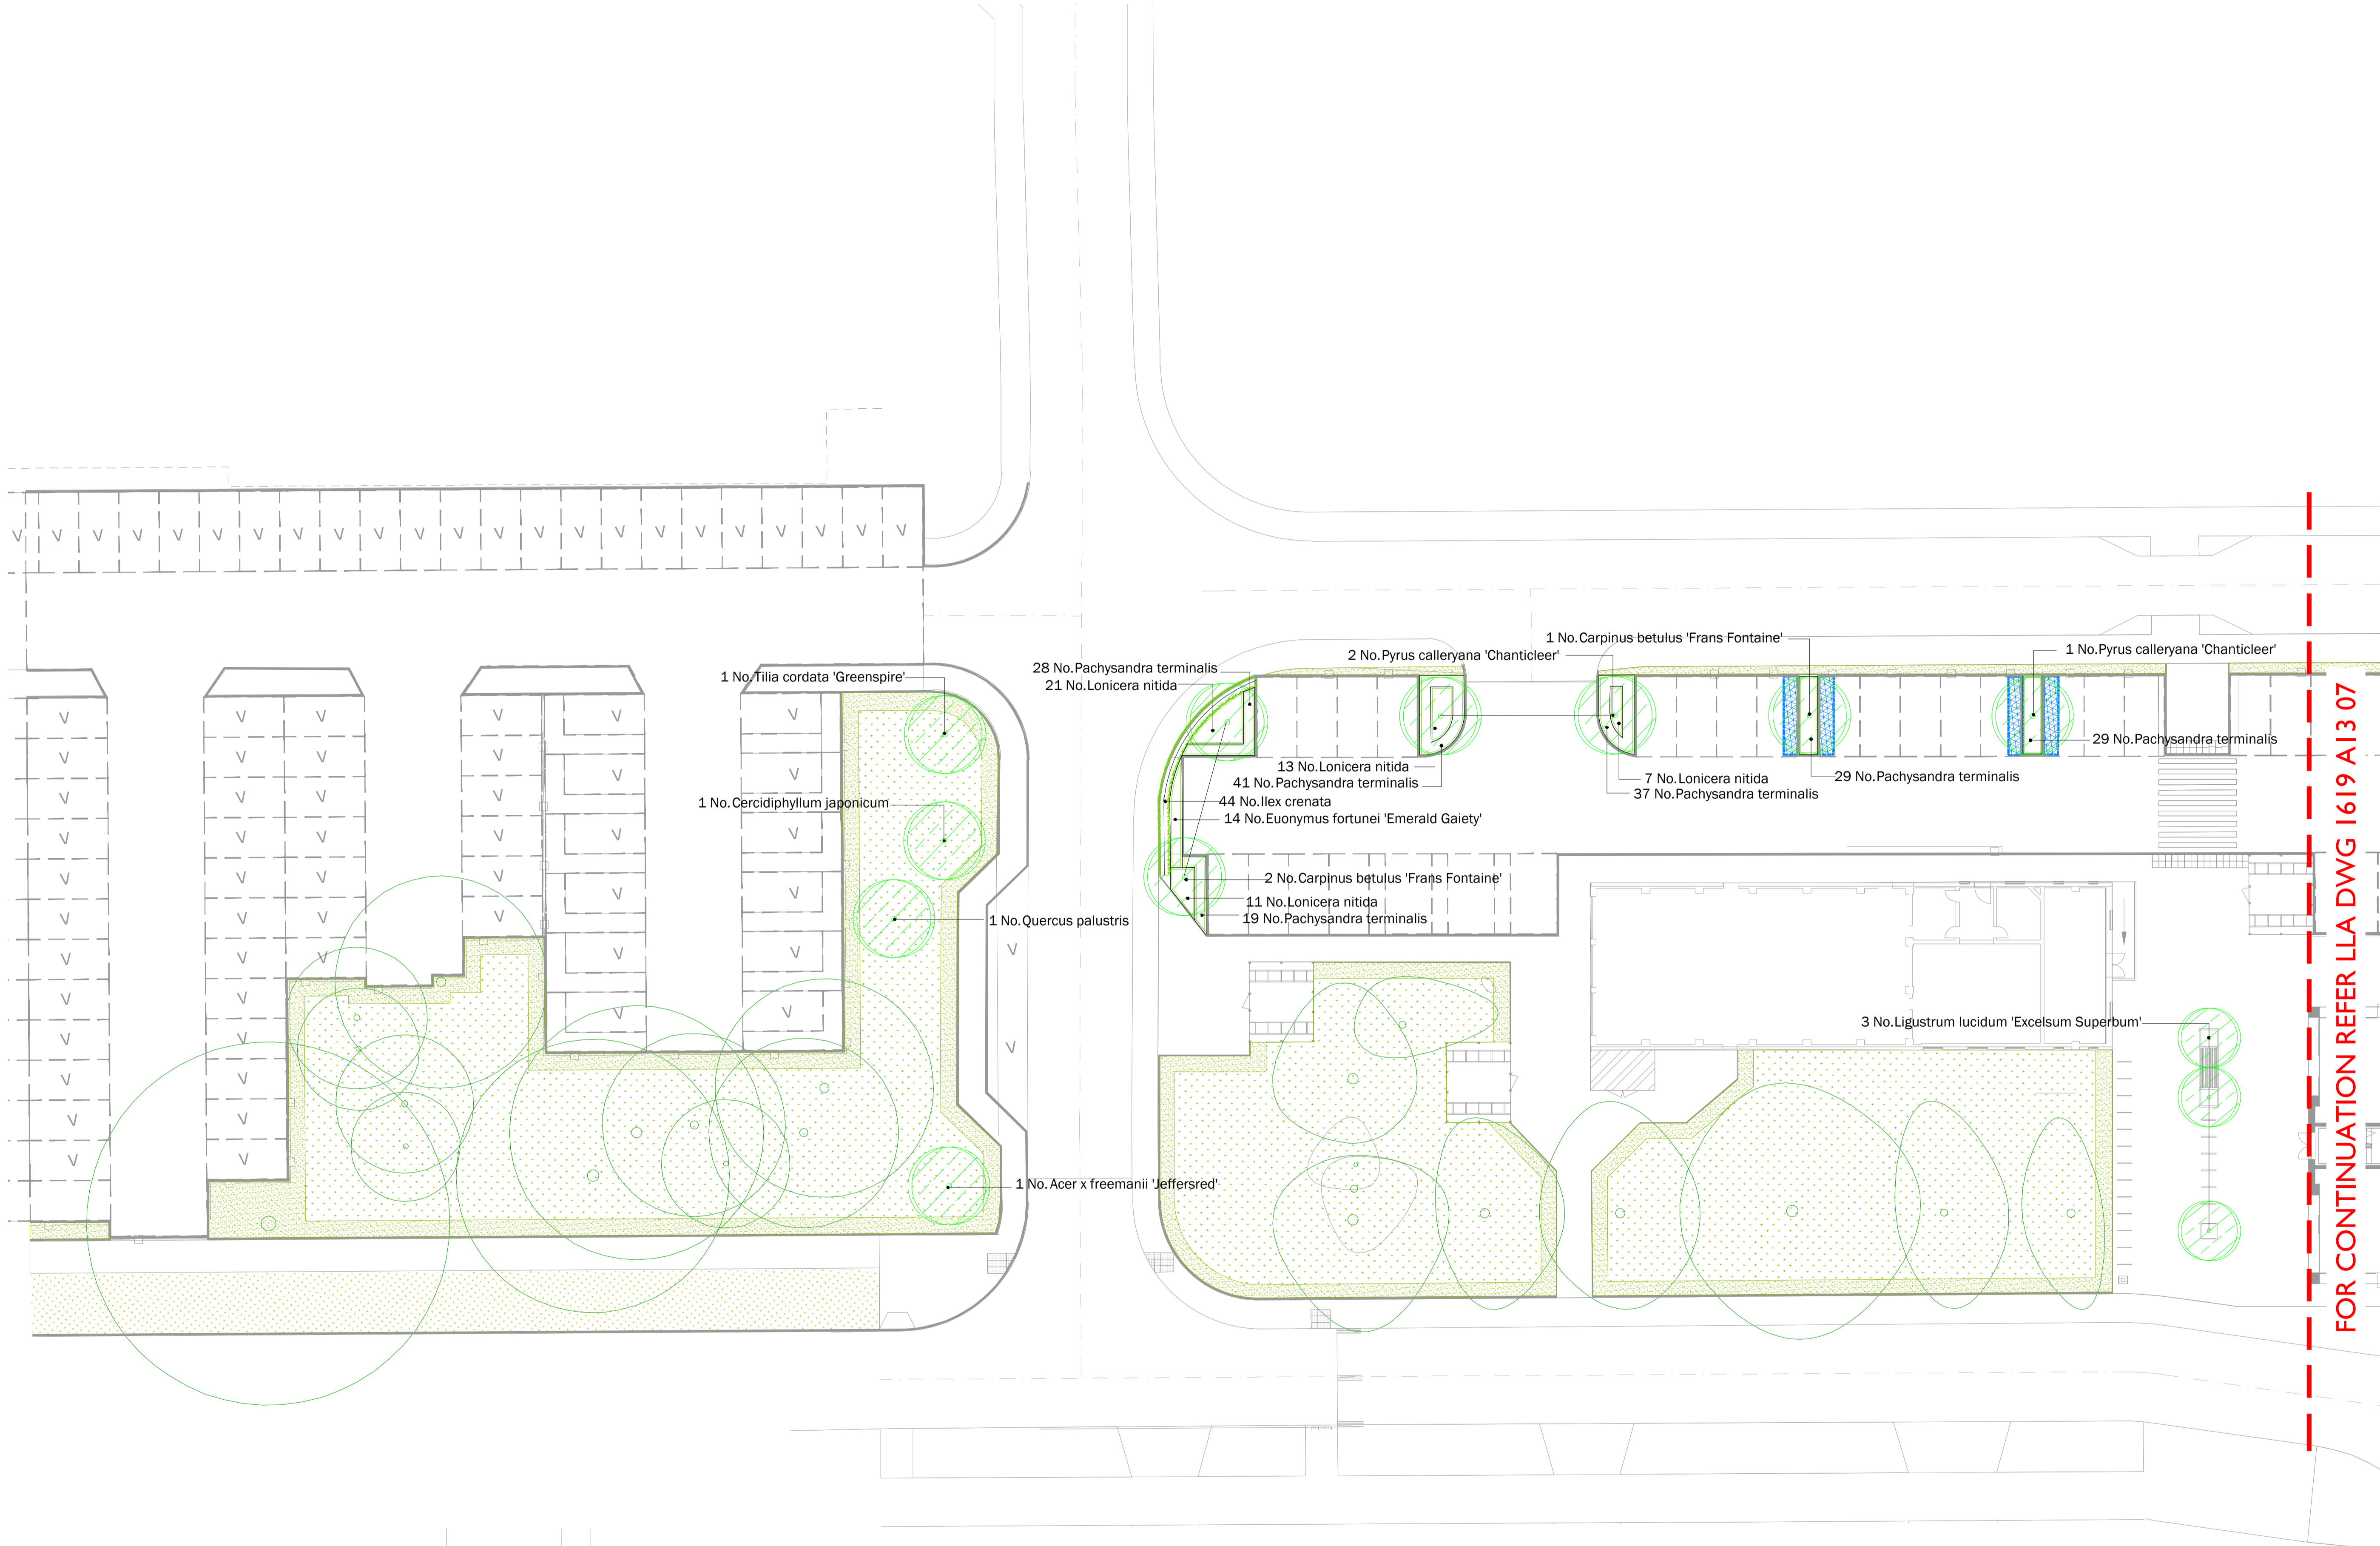 1 No. Carpinus betulus 'Frans Fontaine'
2 No. Pyrus calleryana 'Chanticleer'
1 No. Pyrus calleryana 'Chanticleer'
28 No. Pachysandra terminalis
1 No. Tilia cordata 'Greenspire'
21 No. Lonicera nitida
29 No. Pachysandra terminalis
13 No. Lonicera nitida
7 No. Lonicera nitida
29 No. Pachysandra terminalis
41 No. Pachysandra terminalis
37 No. Pachysandra terminalis
1 No. Cercidiphyllum japonicum
44 No. Ilex crenata
14 No. Euonymus fortunei 'Emerald Gaiety'
2 No. Carpinus betulus 'Frans Fontaine'
11 No. Lonicera nitida
1 No. Quercus palustris
19 No. Pachysandra terminalis
3 No. Ligustrum lucidum 'Excelsum Superbum'
1 No. Acer x freemanii 'Jeffersred'
FOR CONTINUATION REFER LLA DWG 1619 A13 07